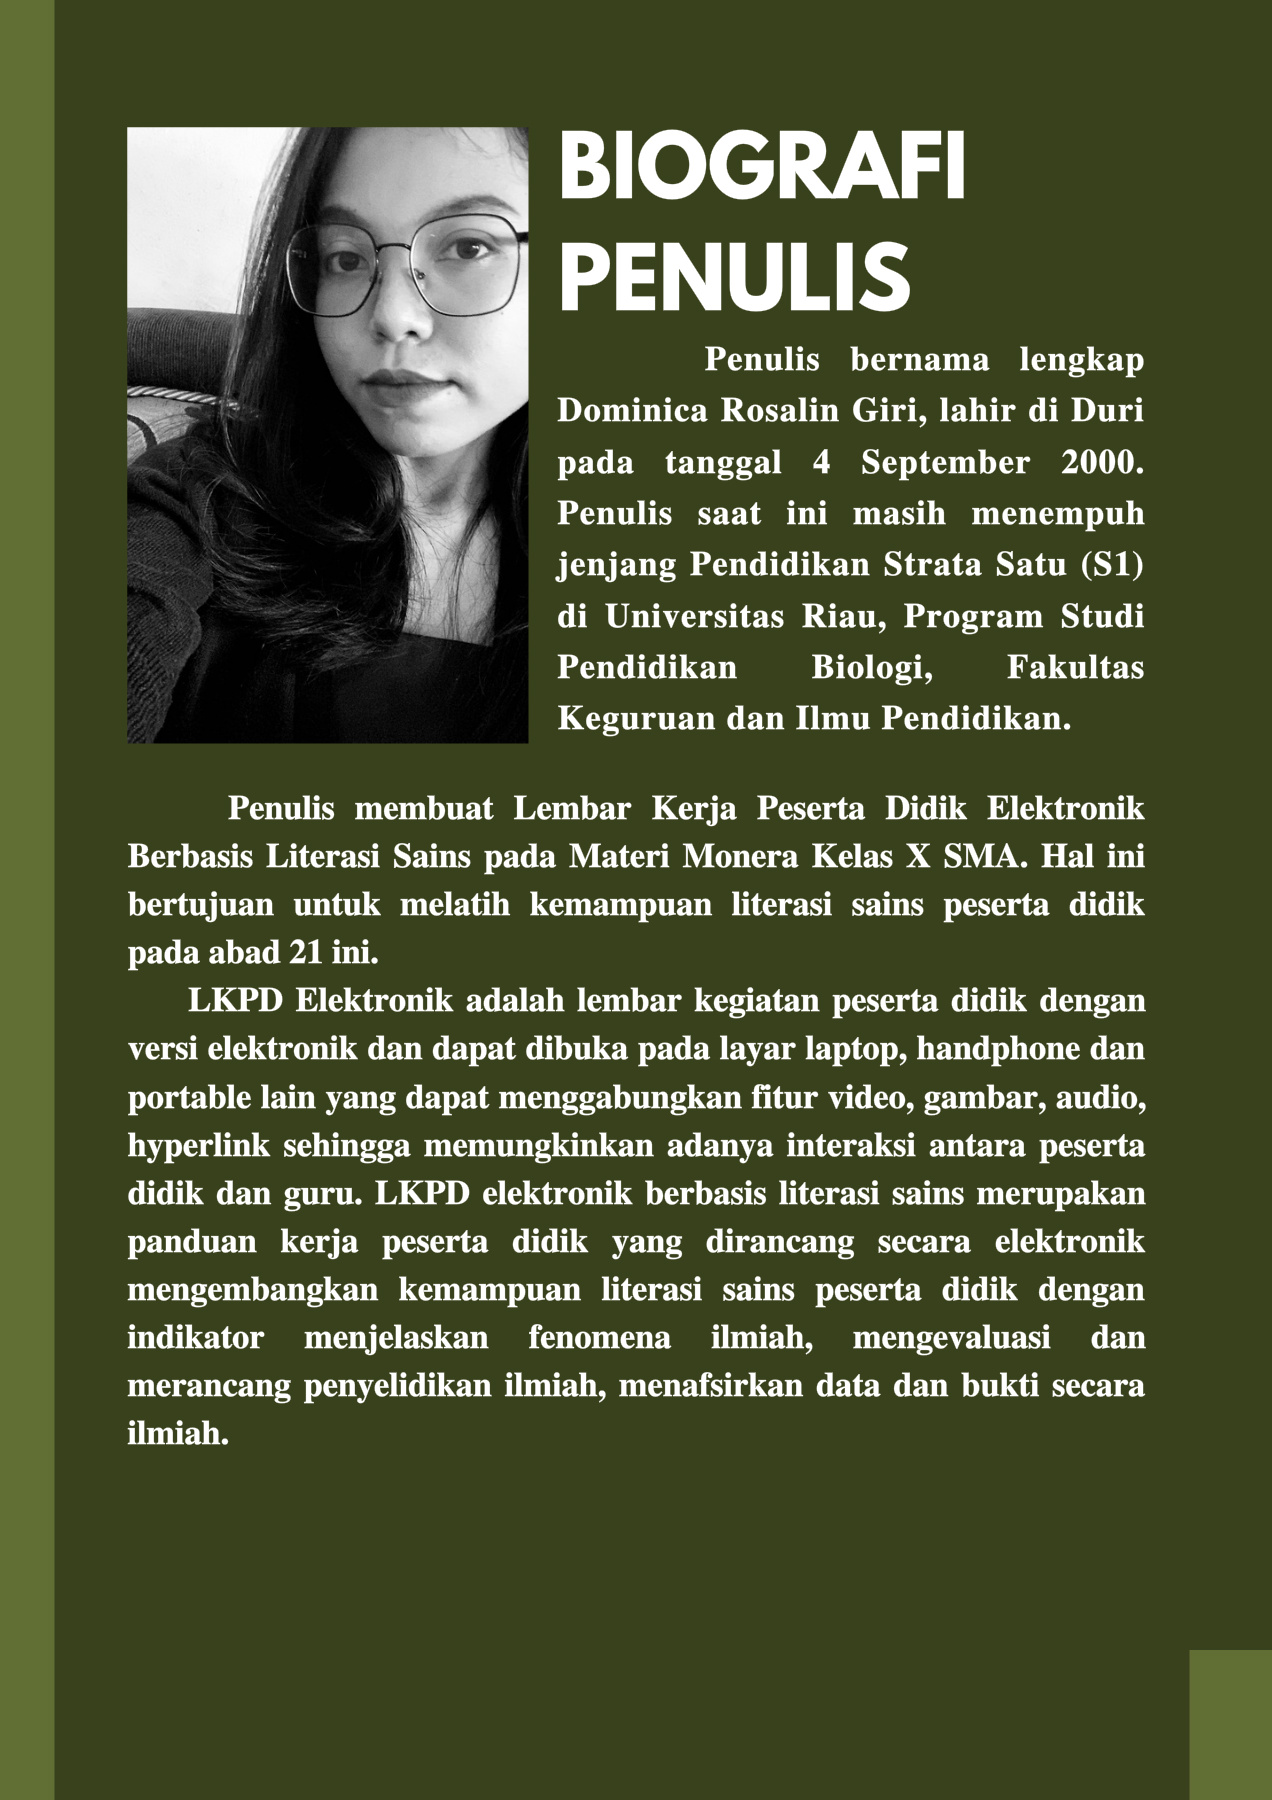 BIOGRAFI
PENULIS
Penulis bernama lengkap
Dominica Rosalin Giri, lahir di Duri
pada tanggal 4 September 2000.
Penulis saat ini masih menempuh
jenjang Pendidikan Strata Satu (S1)
di Universitas Riau, Program Studi
Pendidikan Biologi, Fakultas
Keguruan dan Ilmu Pendidikan.
Penulis membuat Lembar Kerja Peserta Didik Elektronik
Berbasis Literasi Sains pada Materi Monera Kelas X SMA. Hal ini
bertujuan untuk melatih kemampuan literasi sains peserta didik
pada abad 21 ini.
LKPD Elektronik adalah lembar kegiatan peserta didik dengan
versi elektronik dan dapat dibuka pada layar laptop, handphone dan
portable lain yang dapat menggabungkan fitur video, gambar, audio,
hyperlink sehingga memungkinkan adanya interaksi antara peserta
didik dan guru. LKPD elektronik berbasis literasi sains merupakan
panduan kerja peserta didik yang dirancang secara elektronik
mengembangkan kemampuan literasi sains peserta didik dengan
indikator menjelaskan fenomena ilmiah, mengevaluasi dan
merancang penyelidikan ilmiah, menafsirkan data dan bukti secara
ilmiah.